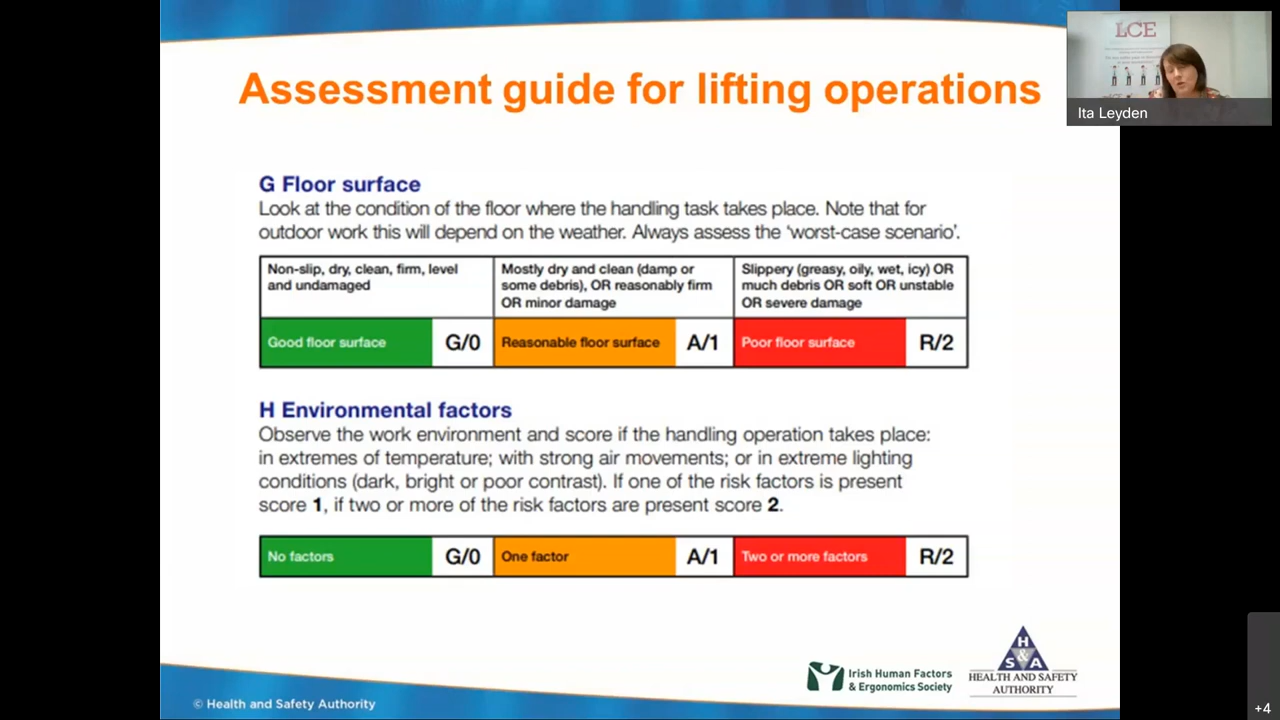 Assessment guide for lifting operations
LCE
Ita Leyden
G Floor surface
Look at the condition of the floor where the handling task takes place. Note that for
outdoor work this will depend on the weather. Always assess the ‘worst-case scenario’.
Non-slip, dry, clean, firm, level
and undamaged
Mostly dry and clean (damp or
some debris), OR reasonably firm
OR minor damage
Slippery (greasy, oily, wet, icy) OR
much debris OR soft OR unstable
OR severe damage
Good floor surface G/0 Reasonable floor surface A/1 Poor floor surface R/2
H Environmental factors
Observe the work environment and score if the handling operation takes place:
in extremes of temperature; with strong air movements; or in extreme lighting
conditions (dark, bright or poor contrast). If one of the risk factors is present
score 1, if two or more of the risk factors are present score 2.
No factors G/0 One factor A/1 Two or more factors R/2
Irish Human Factors
& Ergonomics Society
H
S & A
HEALTH AND SAFETY
AUTHORITY
© Health and Safety Authority
+4